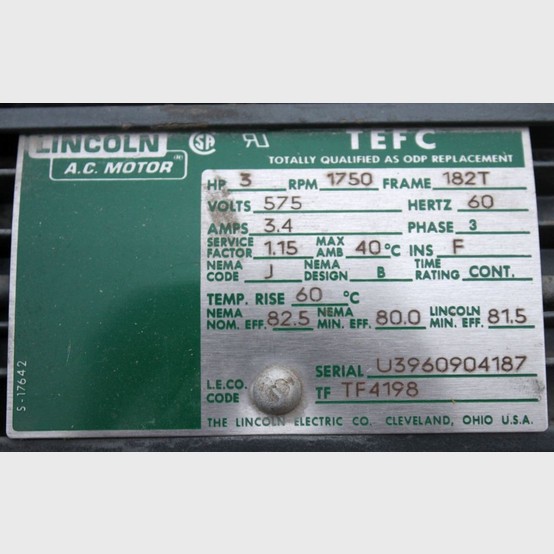 LINCOLN
A.C. MOTOR
TEFC
TOTALLY QUALIFIED AS ODP REPLACEMENT
HP 3 RPM 1750 FRAME 182T
VOLTS 575 HERTZ 60
AMPS 3.4 PHASE 3
SERVICE FACTOR 1.15 MAX AMB 40°C INS F
NEMA CODE J NEMA DESIGN B TIME RATING CONT.
TEMP. RISE 60 °C
NEMA NOM. EFF. 82.5 NEMA MIN. EFF. 80.0 LINCOLN MIN. EFF. 81.5
SERIAL U3960904187
L.E.CO. CODE TF TF4198
THE LINCOLN ELECTRIC CO. CLEVELAND, OHIO U.S.A.
S-17642